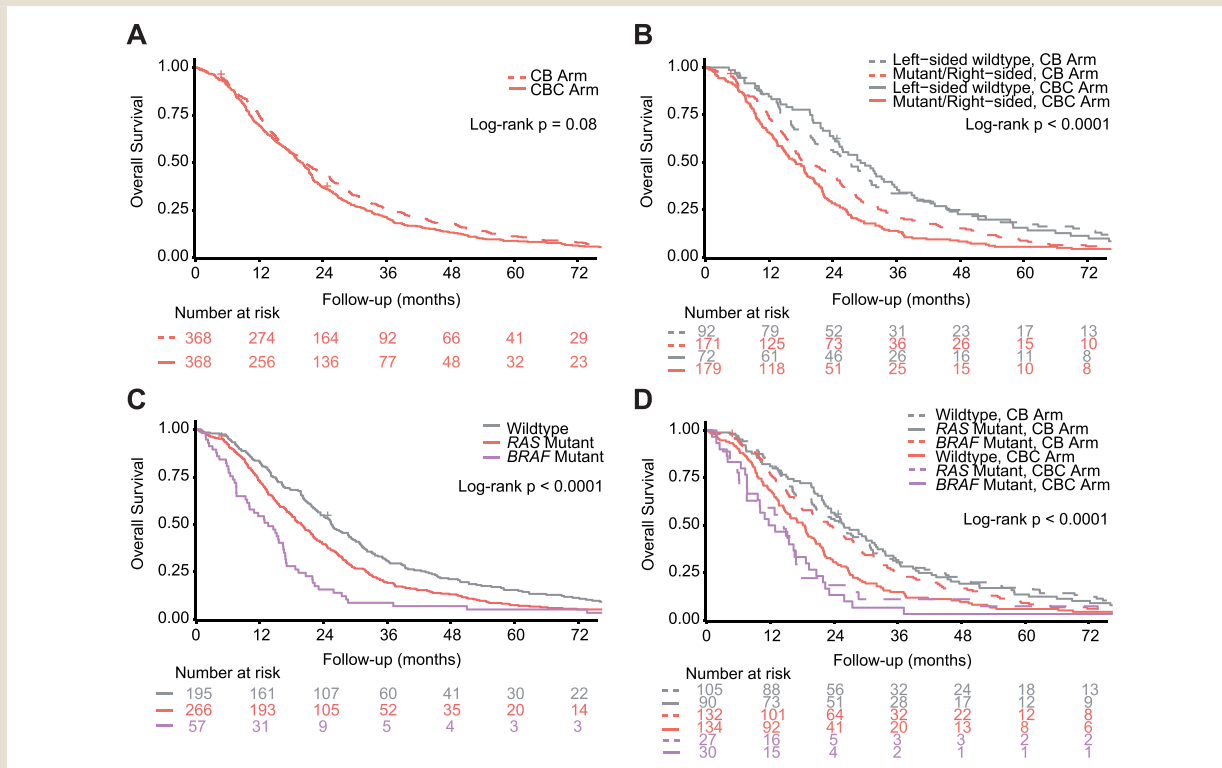 A
1.00
0.75
0.50
0.25
0.00
Overall Survival
CB Arm
CBC Arm
Log-rank p = 0.08
0 12 24 36 48 60 72
Follow-up (months)
Number at risk
368 274 164 92 66 41 29
368 256 136 77 48 32 23
B
1.00
0.75
0.50
0.25
0.00
Overall Survival
Left-sided wildtype, CB Arm
Mutant/Right-sided, CB Arm
Left-sided wildtype, CBC Arm
Mutant/Right-sided, CBC Arm
Log-rank p < 0.0001
0 12 24 36 48 60 72
Follow-up (months)
Number at risk
92 79 52 31 23 17 13
171 125 73 36 26 15 10
72 61 46 26 16 11 8
179 118 51 25 15 10 8
C
1.00
0.75
0.50
0.25
0.00
Overall Survival
Wildtype
RAS Mutant
BRAF Mutant
Log-rank p < 0.0001
0 12 24 36 48 60 72
Follow-up (months)
Number at risk
195 161 107 60 41 30 22
266 193 105 52 35 20 14
57 31 9 5 4 3 3
D
1.00
0.75
0.50
0.25
0.00
Overall Survival
Wildtype, CB Arm
RAS Mutant, CB Arm
BRAF Mutant, CB Arm
Wildtype, CBC Arm
RAS Mutant, CBC Arm
BRAF Mutant, CBC Arm
Log-rank p < 0.0001
0 12 24 36 48 60 72
Follow-up (months)
Number at risk
105 88 56 32 24 18 13
90 73 51 28 17 12 9
132 101 64 32 22 12 8
134 92 41 20 13 8 6
27 16 5 3 3 2 2
30 15 4 2 1 1 1